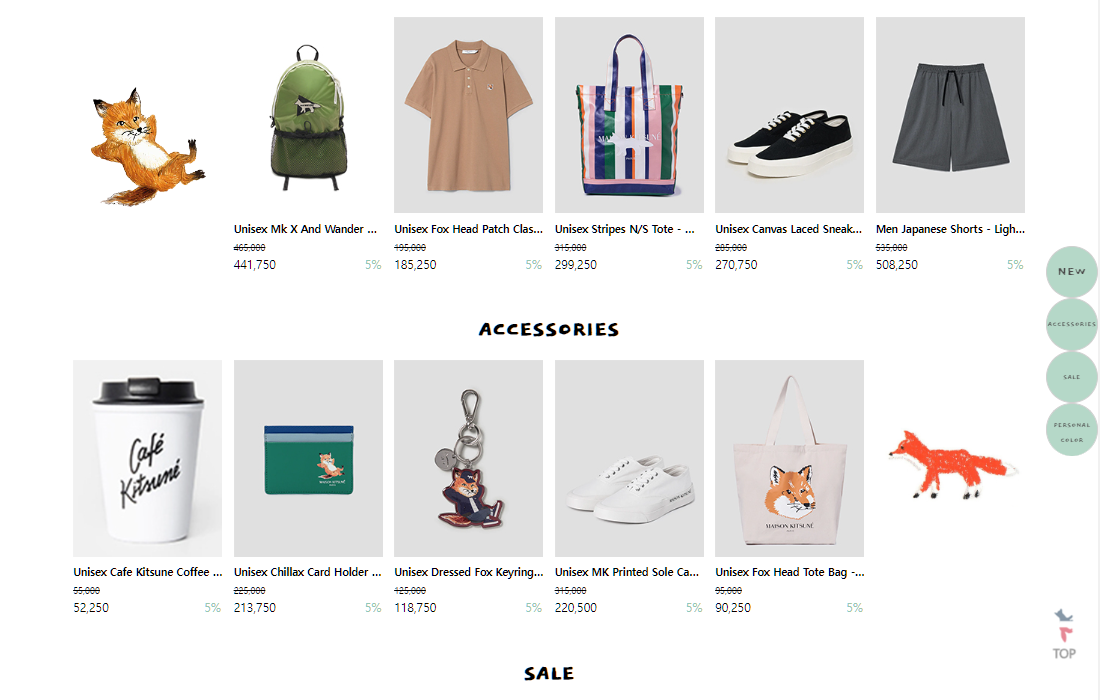 Unisex Mk X And Wander ...
465,000
441,750 5%
Unisex Fox Head Patch Clas...
195,000
185,250 5%
MAISON KITSUNÉ
Unisex Stripes N/S Tote - ...
315,000
299,250 5%
Unisex Canvas Laced Sneak...
285,000
270,750 5%
Men Japanese Shorts - Ligh...
535,000
508,250 5%
NEW
ACCESSORIES
SALE
PERSONAL
COLOR
ACCESSORIES
Café
Kitsuné
Unisex Cafe Kitsune Coffee ...
55,000
52,250 5%
Unisex Chillax Card Holder ...
225,000
213,750 5%
Unisex Dressed Fox Keyring...
125,000
118,750 5%
MAISON KITSUNÉ
Unisex MK Printed Sole Ca...
315,000
220,500 5%
MAISON KITSUNÉ
Unisex Fox Head Tote Bag -...
95,000
90,250 5%
TOP
SALE